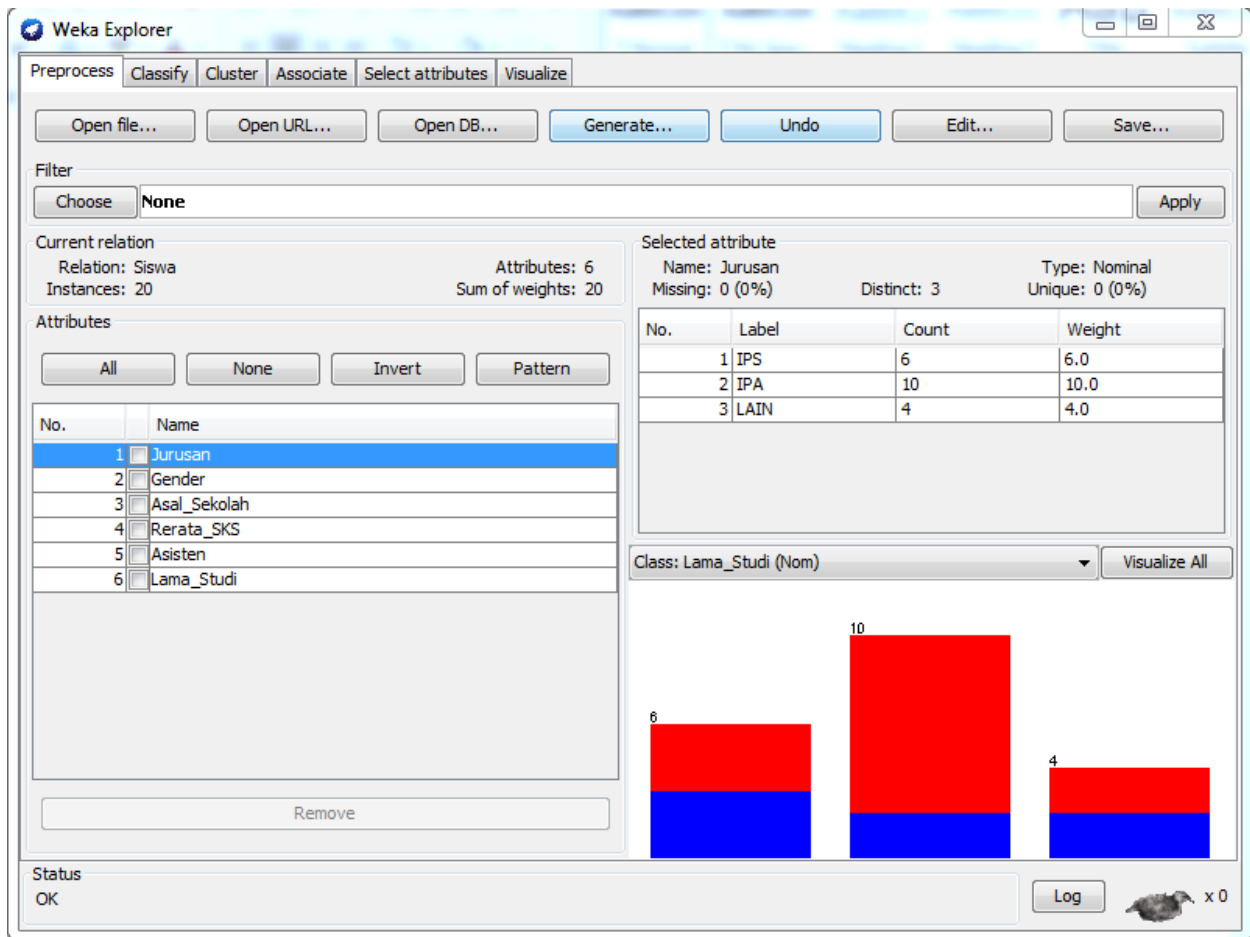 Weka Explorer
Preprocess Classify Cluster Associate Select attributes Visualize
Open file... Open URL... Open DB... Generate... Undo Edit... Save...
Filter
Choose None Apply
Current relation
Relation: Siswa Attributes: 6
Instances: 20 Sum of weights: 20
Attributes
All None Invert Pattern
No. Name
1 Jurusan
2 Gender
3 Asal_Sekolah
4 Rerata_SKS
5 Asisten
6 Lama_Studi
Remove
Selected attribute
Name: Jurusan Type: Nominal
Missing: 0 (0%) Distinct: 3 Unique: 0 (0%)
No. Label Count Weight
1 IPS 6 6.0
2 IPA 10 10.0
3 LAIN 4 4.0
Class: Lama_Studi (Nom) Visualize All
10
6
4
Status
OK
Log x 0